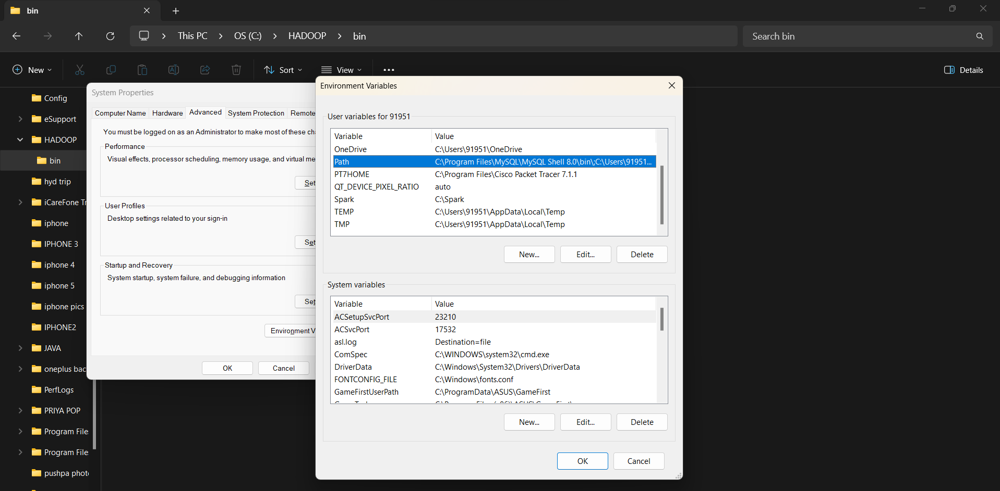 bin
This PC > OS (C:) > HADOOP > bin
Search bin
New
Sort
View
Details
Config
eSupport
HADOOP
bin
hyd trip
iCareFone Tr
iphone
IPHONE 3
iphone 4
iphone 5
iphone pics
IPHONE2
JAVA
oneplus bac
PerfLogs
PRIYA POP
Program File
Program File
pushpa phot
System Properties
Computer Name Hardware Advanced System Protection Remote
You must be logged on as an Administrator to make most of these ch
Performance
Visual effects, processor scheduling, memory usage, and virtual me
Set
User Profiles
Desktop settings related to your sign-in
Set
Startup and Recovery
System startup, system failure, and debugging information
Set
Environment V
OK Cancel
Environment Variables
User variables for 91951
Variable Value
OneDrive C:\Users\91951\OneDrive
Path C:\Program Files\MySQL\MySQL Shell 8.0\bin\;C:\Users\91951...
PT7HOME C:\Program Files\Cisco Packet Tracer 7.1.1
QT_DEVICE_PIXEL_RATIO auto
Spark C:\Spark
TEMP C:\Users\91951\AppData\Local\Temp
TMP C:\Users\91951\AppData\Local\Temp
New... Edit... Delete
System variables
Variable Value
ACSetupSvcPort 23210
ACSvcPort 17532
asl.log Destination=file
ComSpec C:\WINDOWS\system32\cmd.exe
DriverData C:\Windows\System32\Drivers\DriverData
FONTCONFIG_FILE C:\Windows\fonts.conf
GameFirstUserPath C:\ProgramData\ASUS\GameFirst
New... Edit... Delete
OK Cancel